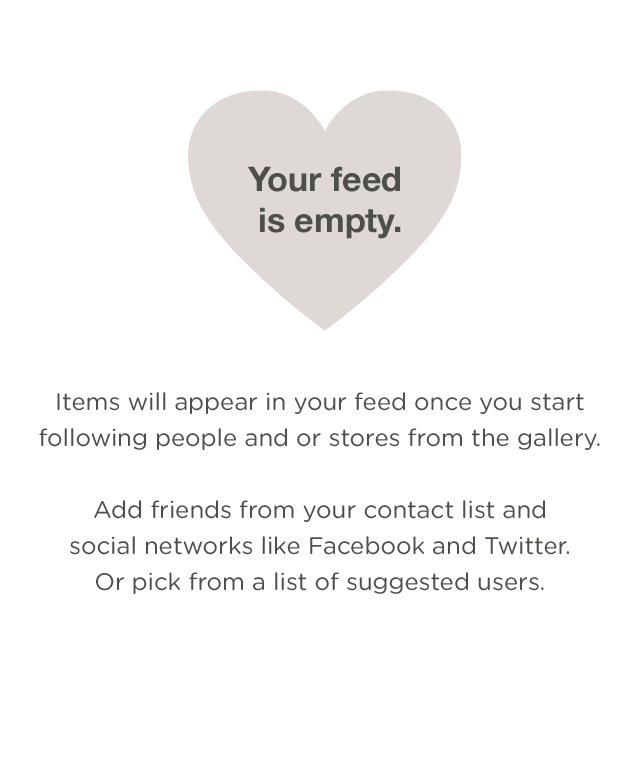 Your feed
is empty.
Items will appear in your feed once you start
following people and or stores from the gallery.
Add friends from your contact list and
social networks like Facebook and Twitter.
Or pick from a list of suggested users.